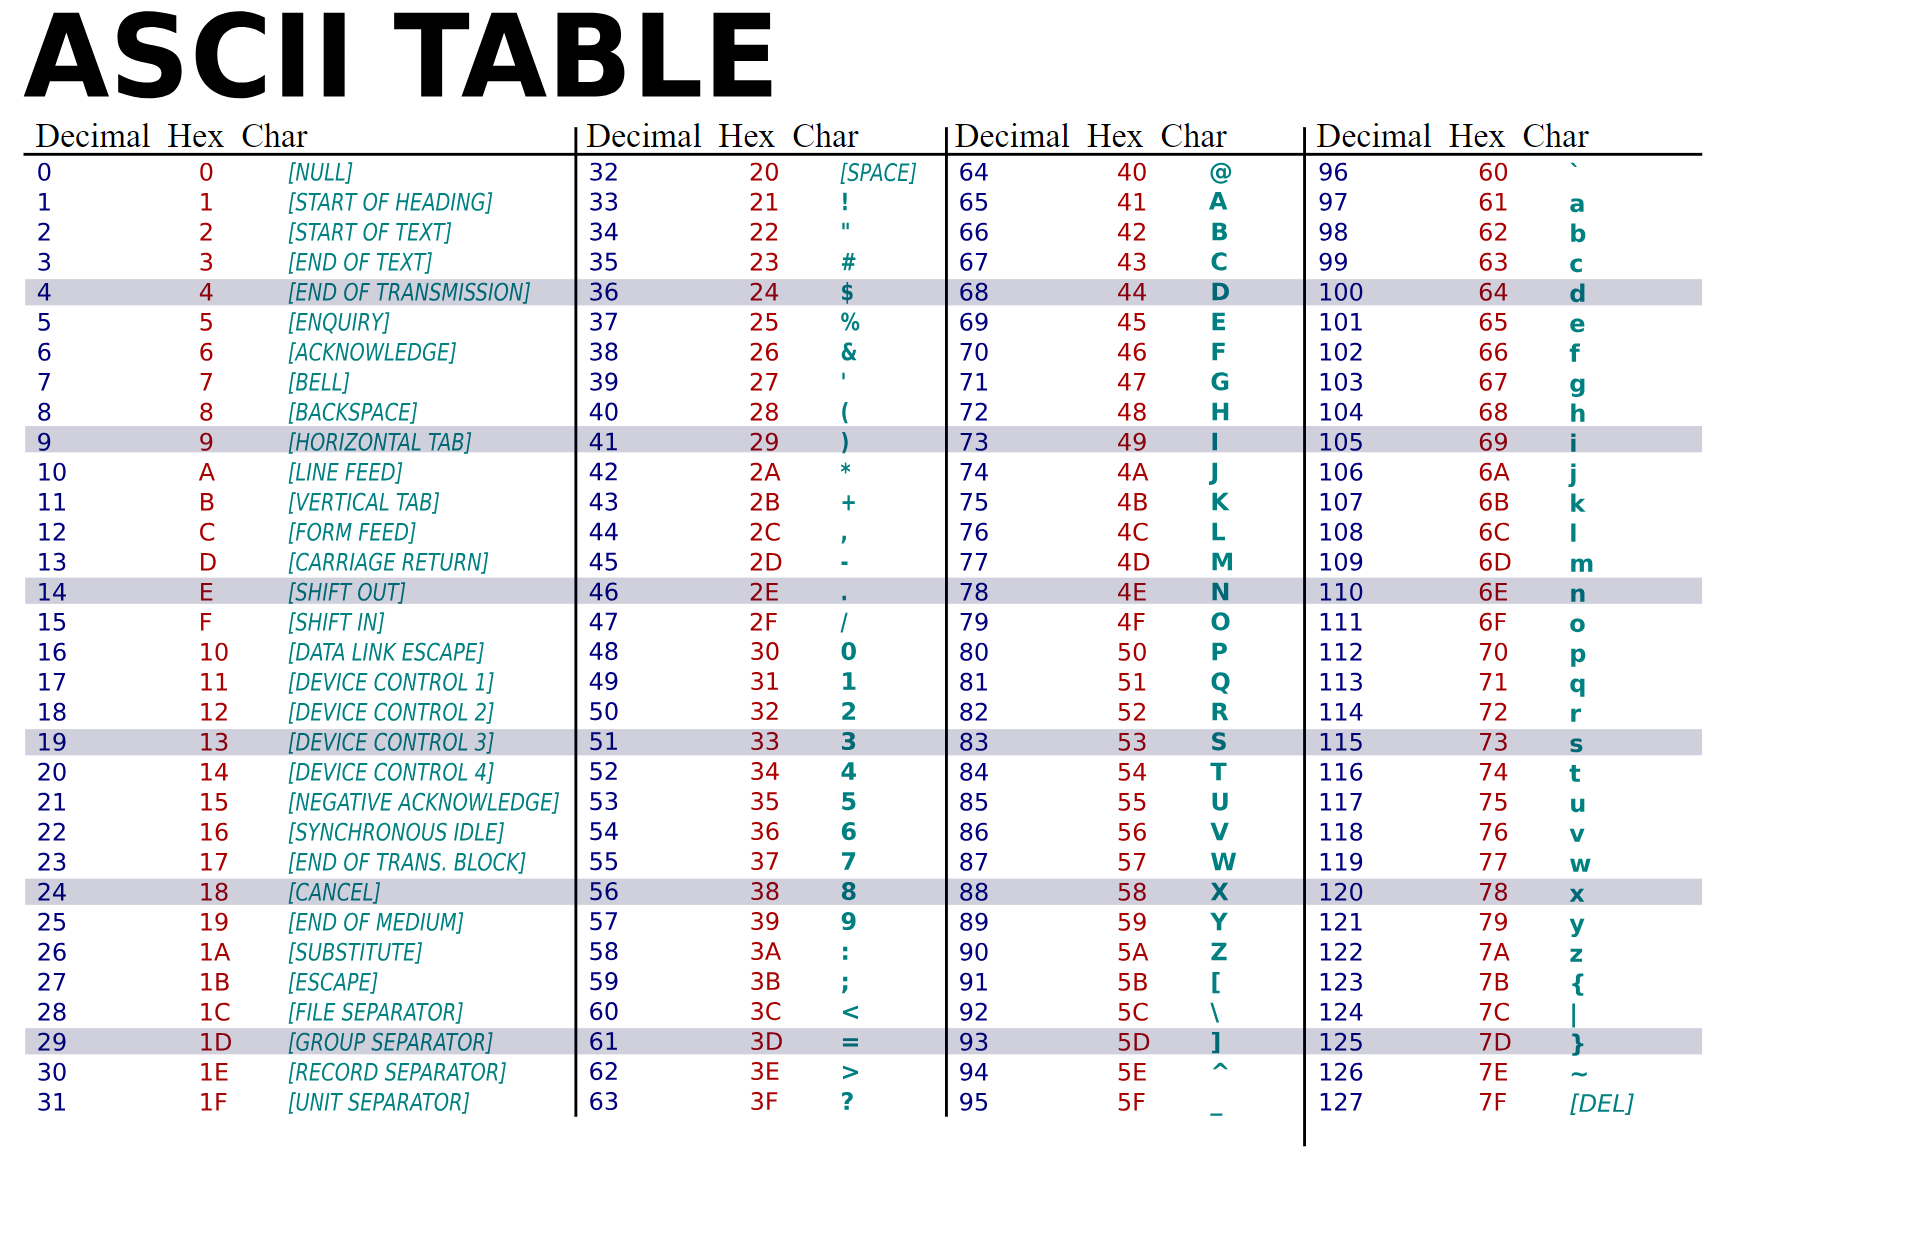 ASCII TABLE
Decimal Hex Char Decimal Hex Char Decimal Hex Char Decimal Hex Char
0 0 [NULL] 32 20 [SPACE] 64 40 @ 96 60 `
1 1 [START OF HEADING] 33 21 ! 65 41 A 97 61 a
2 2 [START OF TEXT] 34 22 " 66 42 B 98 62 b
3 3 [END OF TEXT] 35 23 # 67 43 C 99 63 c
4 4 [END OF TRANSMISSION] 36 24 $ 68 44 D 100 64 d
5 5 [ENQUIRY] 37 25 % 69 45 E 101 65 e
6 6 [ACKNOWLEDGE] 38 26 & 70 46 F 102 66 f
7 7 [BELL] 39 27 ' 71 47 G 103 67 g
8 8 [BACKSPACE] 40 28 ( 72 48 H 104 68 h
9 9 [HORIZONTAL TAB] 41 29 ) 73 49 I 105 69 i
10 A [LINE FEED] 42 2A * 74 4A J 106 6A j
11 B [VERTICAL TAB] 43 2B + 75 4B K 107 6B k
12 C [FORM FEED] 44 2C , 76 4C L 108 6C l
13 D [CARRIAGE RETURN] 45 2D - 77 4D M 109 6D m
14 E [SHIFT OUT] 46 2E . 78 4E N 110 6E n
15 F [SHIFT IN] 47 2F / 79 4F O 111 6F o
16 10 [DATA LINK ESCAPE] 48 30 0 80 50 P 112 70 p
17 11 [DEVICE CONTROL 1] 49 31 1 81 51 Q 113 71 q
18 12 [DEVICE CONTROL 2] 50 32 2 82 52 R 114 72 r
19 13 [DEVICE CONTROL 3] 51 33 3 83 53 S 115 73 s
20 14 [DEVICE CONTROL 4] 52 34 4 84 54 T 116 74 t
21 15 [NEGATIVE ACKNOWLEDGE] 53 35 5 85 55 U 117 75 u
22 16 [SYNCHRONOUS IDLE] 54 36 6 86 56 V 118 76 v
23 17 [END OF TRANS. BLOCK] 55 37 7 87 57 W 119 77 w
24 18 [CANCEL] 56 38 8 88 58 X 120 78 x
25 19 [END OF MEDIUM] 57 39 9 89 59 Y 121 79 y
26 1A [SUBSTITUTE] 58 3A : 90 5A Z 122 7A z
27 1B [ESCAPE] 59 3B ; 91 5B [ 123 7B {
28 1C [FILE SEPARATOR] 60 3C < 92 5C \ 124 7C |
29 1D [GROUP SEPARATOR] 61 3D = 93 5D ] 125 7D }
30 1E [RECORD SEPARATOR] 62 3E > 94 5E ^ 126 7E ~
31 1F [UNIT SEPARATOR] 63 3F ? 95 5F _ 127 7F [DEL]